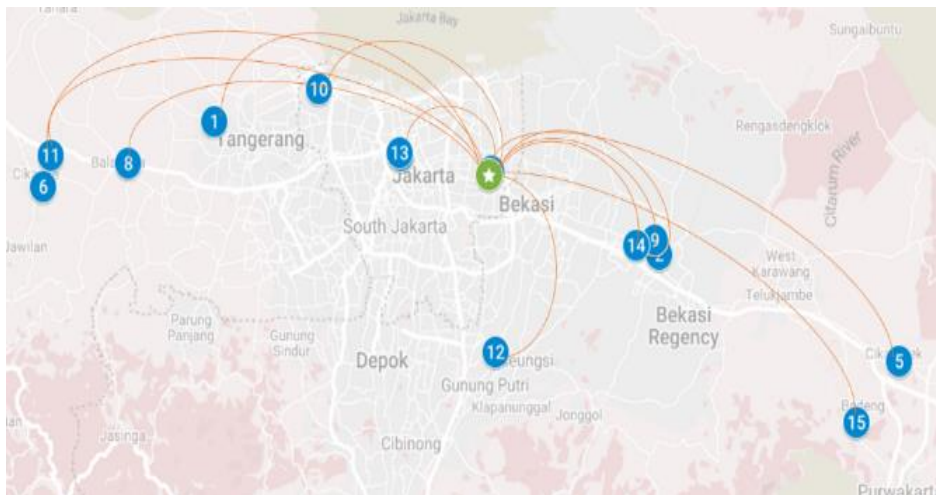 Jakarta Bay
Sungaibuntu
10
1
Tangerang
Rengasdengklok
11
8
13
Jakarta
6
Bekasi
Citarum River
South Jakarta
14
9
2
West
Karawang
Telukjambe
Bekasi
Regency
Parung
Panjang
Gunung
Sindur
Depok
12
5
Gunung Putri
Klapanunggal
Jonggol
15
Jasinga
Cibinong